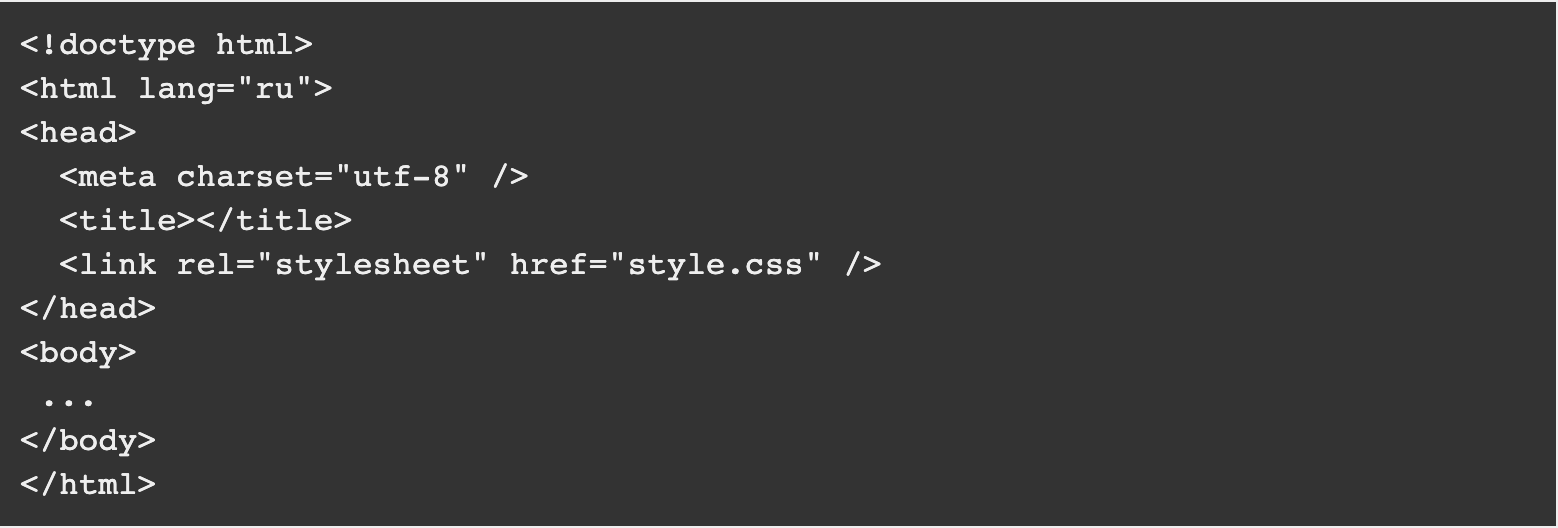 <!doctype html>
<html lang="ru">
<head>
  <meta charset="utf-8" />
  <title></title>
  <link rel="stylesheet" href="style.css" />
</head>
<body>
 ...
</body>
</html>